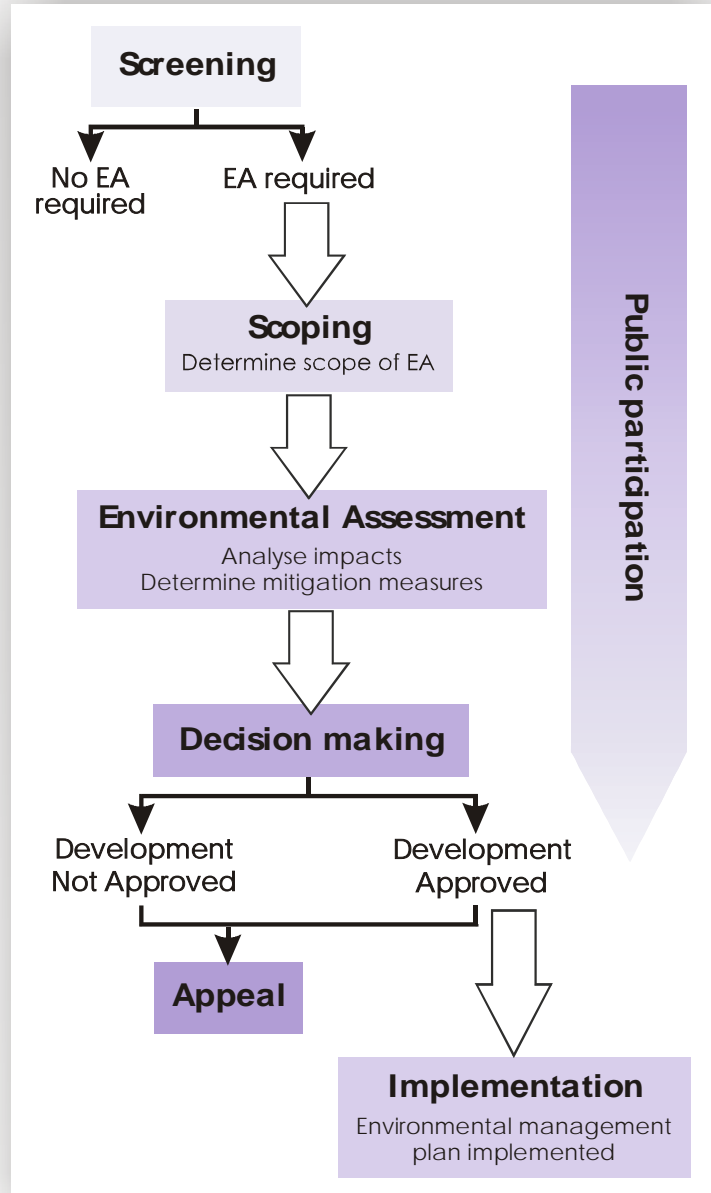 Screening
No EA
required
EA required
Scoping
Determine scope of EA
Environmental Assessment
Analyse impacts
Determine mitigation measures
Decision making
Development
Not Approved
Development
Approved
Appeal
Implementation
Environmental management
plan implemented
Public participation